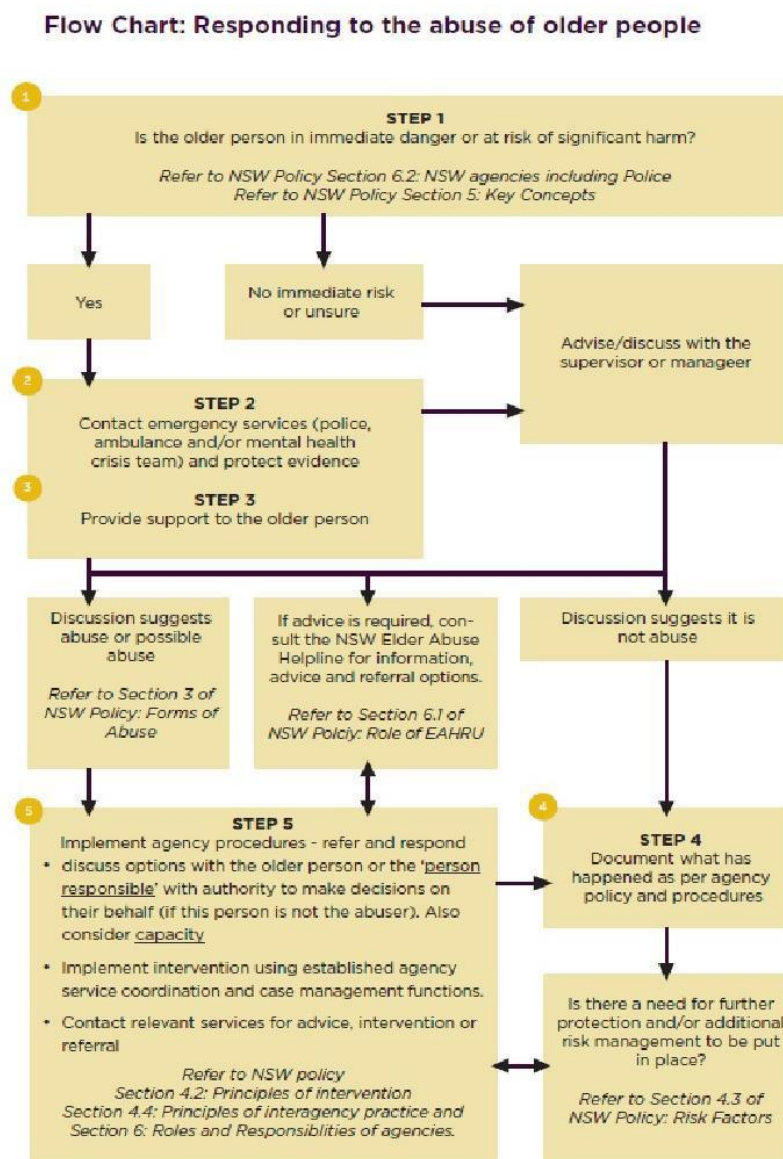 Flow Chart: Responding to the abuse of older people
1
STEP 1
Is the older person in immediate danger or at risk of significant harm?
Refer to NSW Policy Section 6.2: NSW agencies including Police
Refer to NSW Policy Section 5: Key Concepts
Yes
No immediate risk
or unsure
Advise/discuss with the
supervisor or manageer
2
STEP 2
Contact emergency services (police,
ambulance and/or mental health
crisis team) and protect evidence
3
STEP 3
Provide support to the older person
Discussion suggests
abuse or possible
abuse
Refer to Section 3 of
NSW Policy: Forms of
Abuse
If advice is required, con-
sult the NSW Elder Abuse
Helpline for information,
advice and referral options.
Refer to Section 6.1 of
NSW Polciy: Role of EAHRU
Discussion suggests it is
not abuse
5
STEP 5
Implement agency procedures - refer and respond
• discuss options with the older person or the ‘person
responsible’ with authority to make decisions on
their behalf (if this person is not the abuser). Also
consider capacity
• Implement intervention using established agency
service coordination and case management functions.
• Contact relevant services for advice, intervention or
referral
Refer to NSW policy
Section 4.2: Principles of intervention
Section 4.4: Principles of interagency practice and
Section 6: Roles and Responsiblities of agencies.
4
STEP 4
Document what has
happened as per agency
policy and procedures
Is there a need for further
protection and/or additional
risk management to be put
in place?
Refer to Section 4.3 of
NSW Policy: Risk Factors